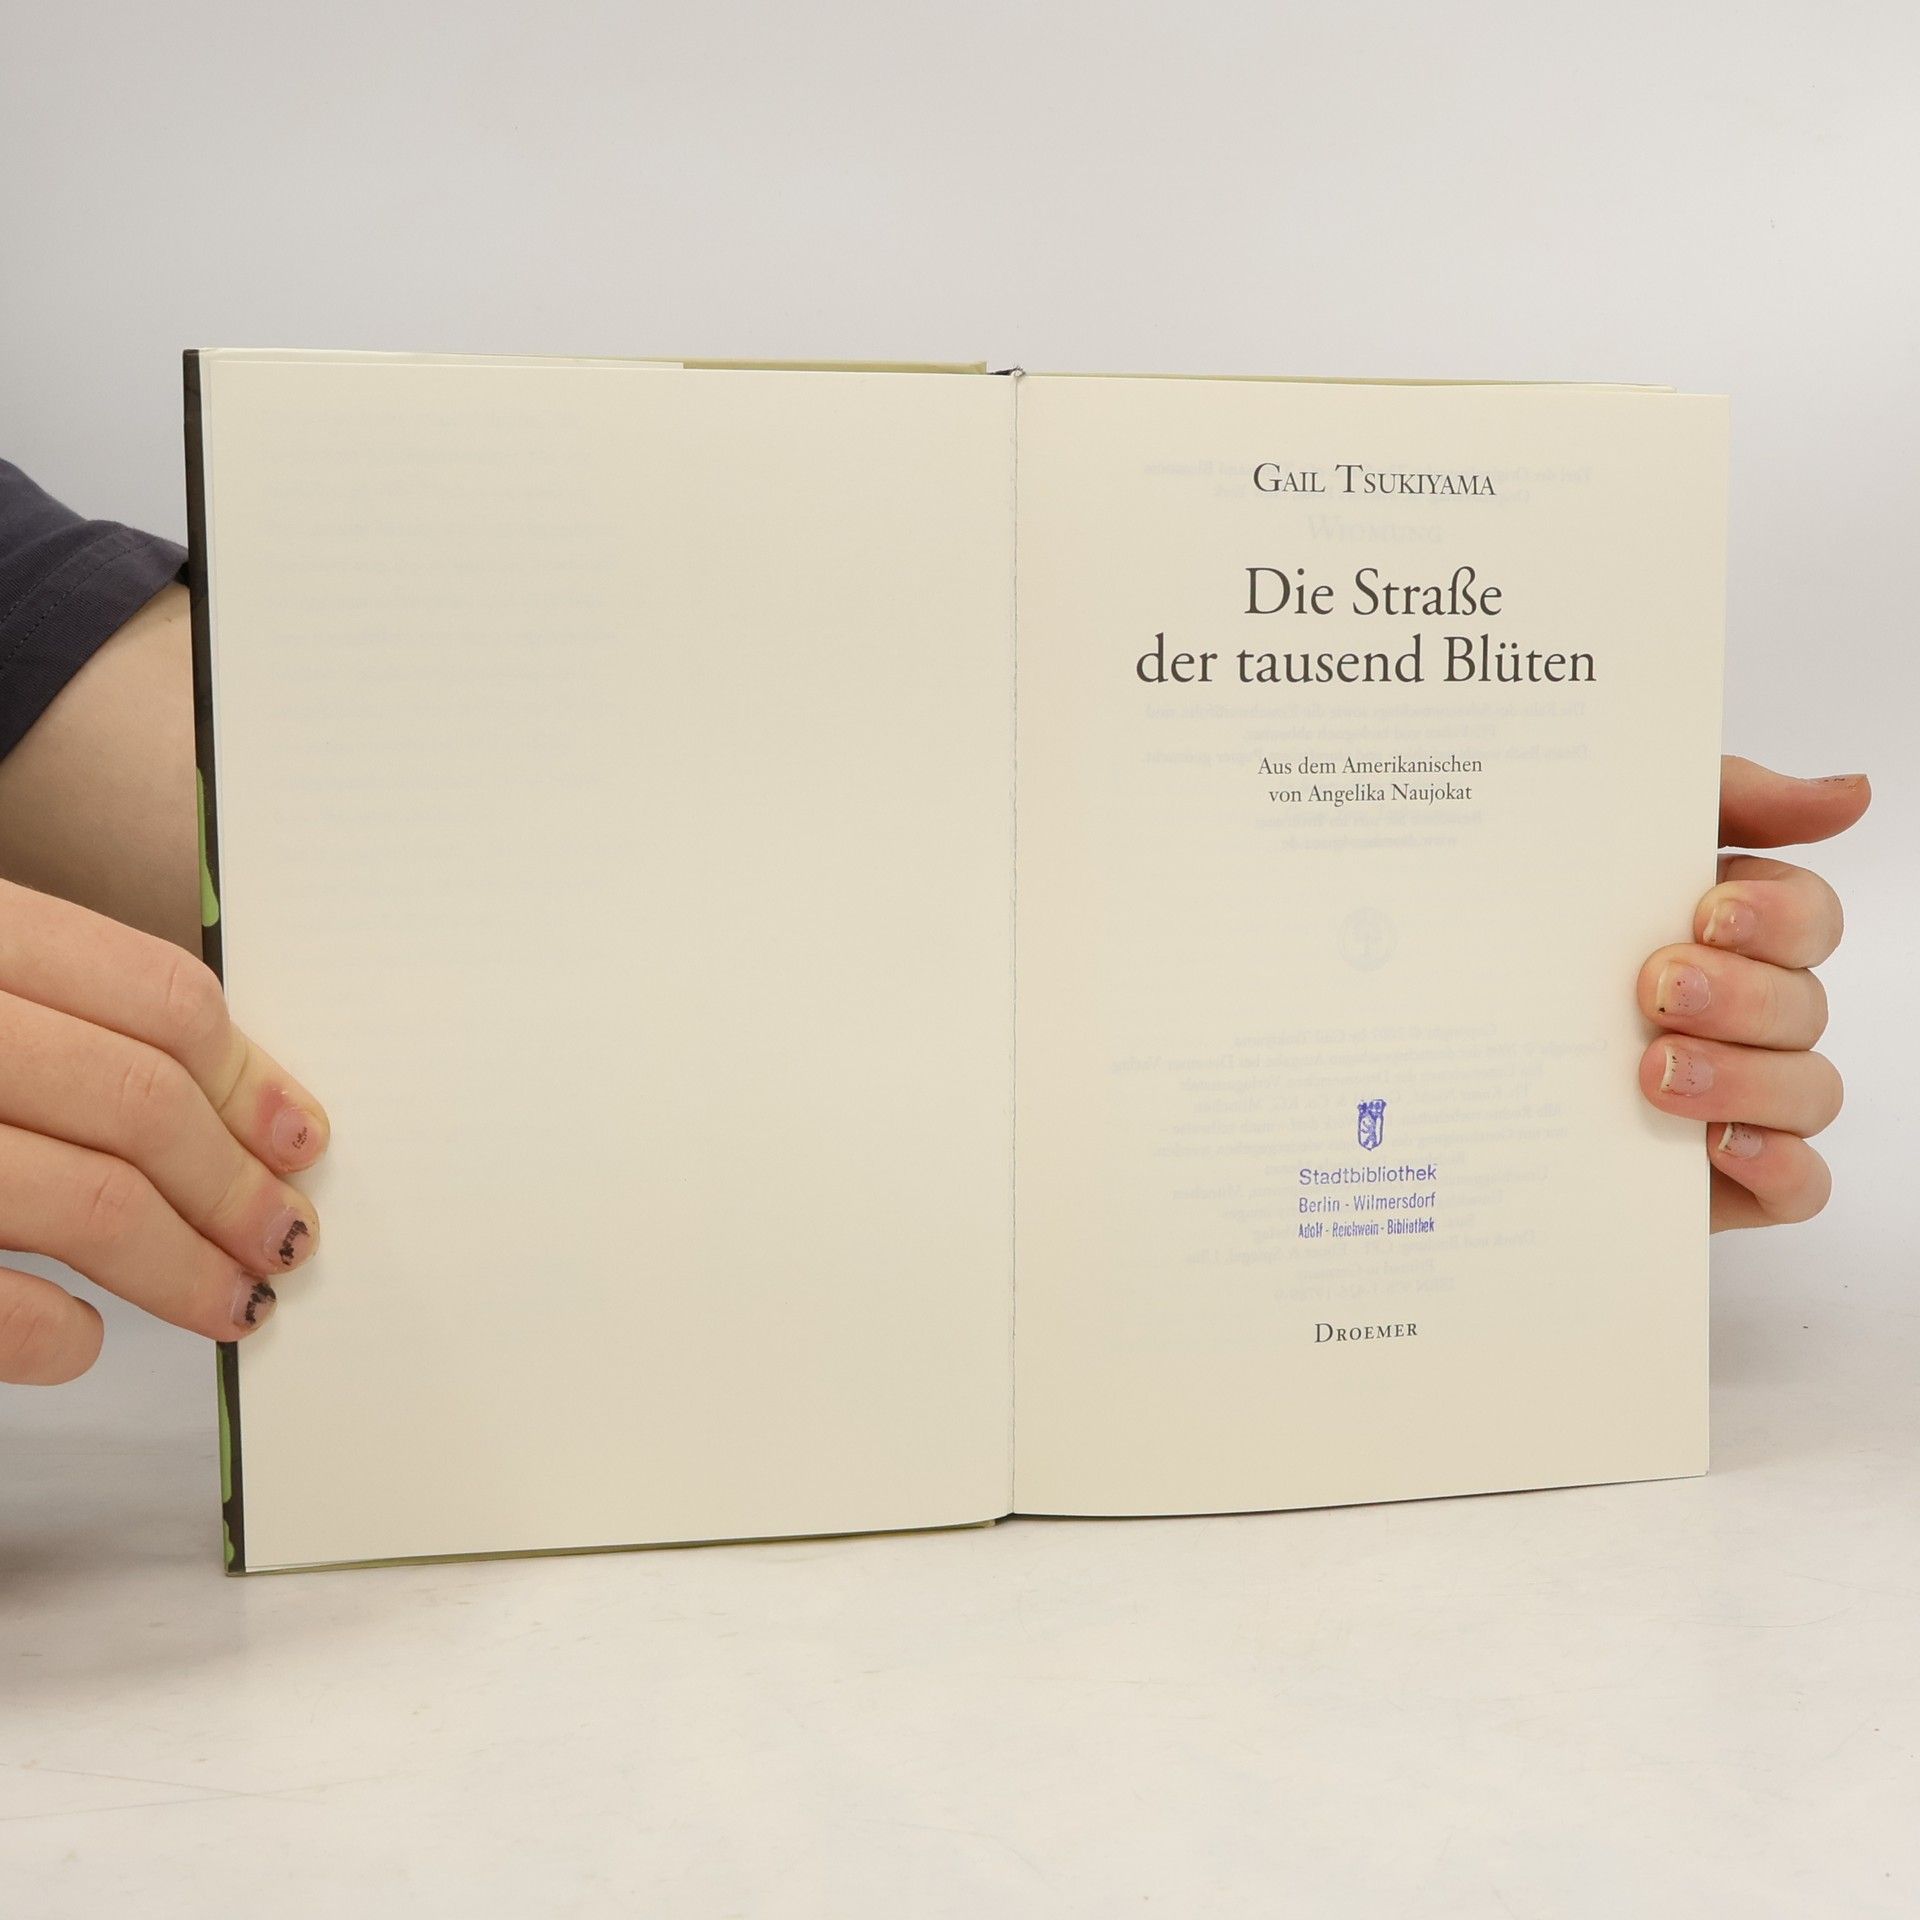 GAIL TSUKIYAMA
Die Straße
der tausend Blüten
Aus dem Amerikanischen
von Angelika Naujokat
Stadtbibliothek
Berlin - Wilmersdorf
Adolf - Reichwein - Bibliothek
DROEMER